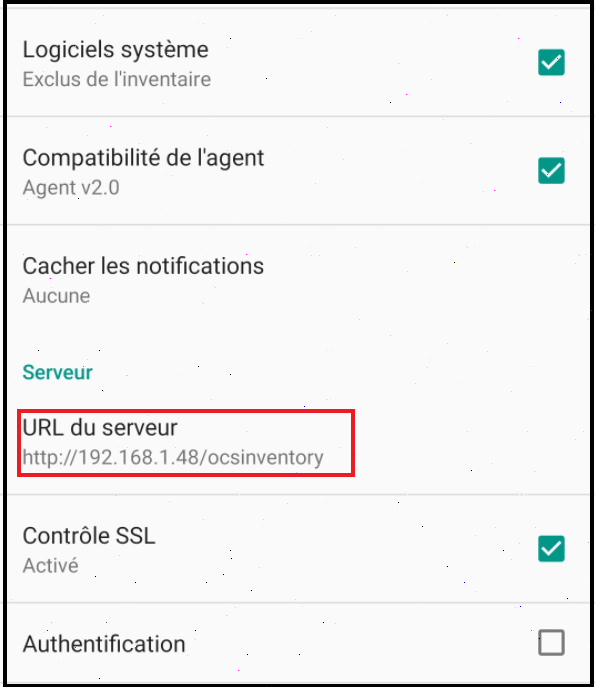 Logiciels système
Exclus de l'inventaire
Compatibilité de l'agent
Agent v2.0
Cacher les notifications
Aucune
Serveur
URL du serveur
http://192.168.1.48/ocsinventory
Contrôle SSL
Activé
Authentification